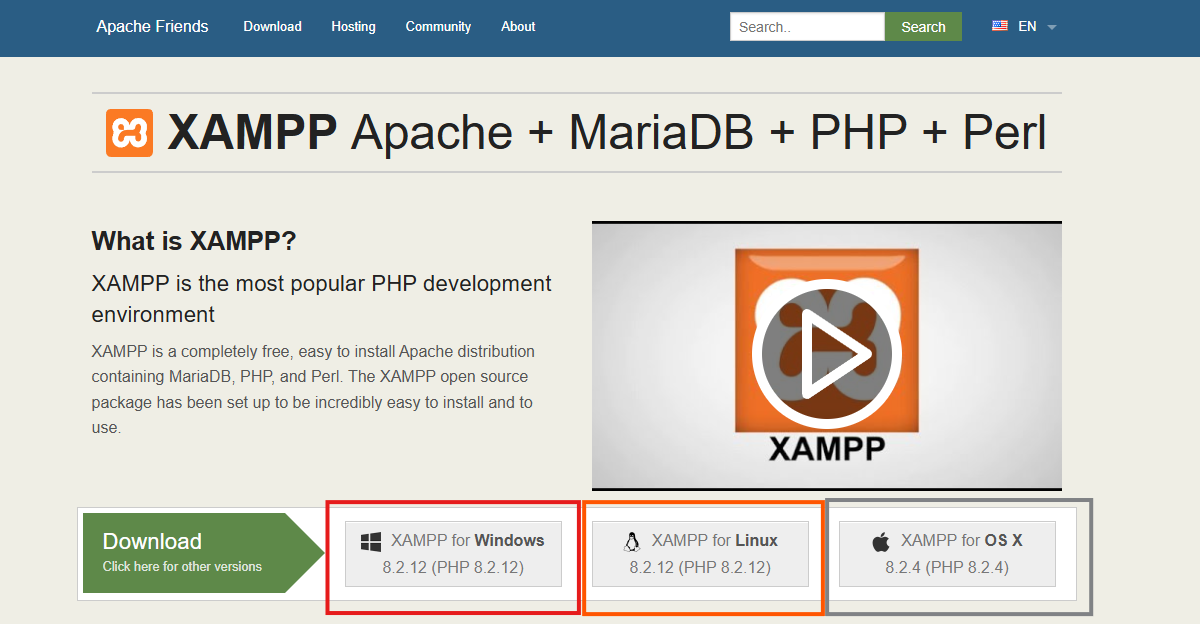 Apache Friends Download Hosting Community About Search.. Search EN
XAMPP Apache + MariaDB + PHP + Perl
What is XAMPP?
XAMPP is the most popular PHP development
environment
XAMPP is a completely free, easy to install Apache distribution
containing MariaDB, PHP, and Perl. The XAMPP open source
package has been set up to be incredibly easy to install and to
use.
XAMPP
Download
Click here for other versions
XAMPP for Windows
8.2.12 (PHP 8.2.12)
XAMPP for Linux
8.2.12 (PHP 8.2.12)
XAMPP for OS X
8.2.4 (PHP 8.2.4)